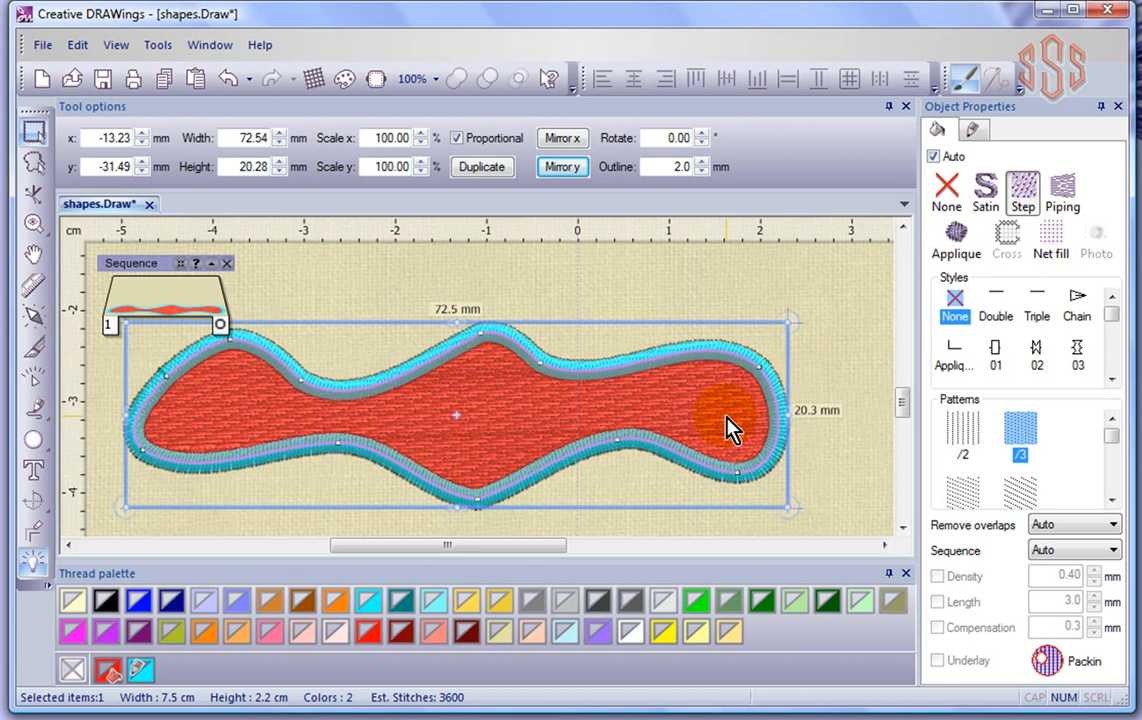 Creative DRAWings - [shapes.Draw*]
File Edit View Tools Window Help
100%
SSS
Tool options
Object Properties
x: -13.23 mm Width: 72.54 mm Scale x: 100.00 % Proportional Mirror x Rotate: 0.00 °
y: -31.49 mm Height: 20.28 mm Scale y: 100.00 % Duplicate Mirror y Outline: 2.0 mm
Auto
None Satin Step Piping
Applique Cross Net fill Photo
shapes.Draw*
cm -5 -4 -3 -2 -1 0 1 2 3
Sequence
Styles
None Double Triple Chain
Appliq... 01 02 03
-2
-3
-4
1
72.5 mm
20.3 mm
Patterns
/2 /3
Remove overlaps Auto
Sequence Auto
Density 0.40 mm
Length 3.0 mm
Compensation 0.3 mm
Underlay Packin
Thread palette
Selected items:1 Width : 7.5 cm Height : 2.2 cm Colors : 2 Est. Stitches: 3600
CAP NUM SCRL